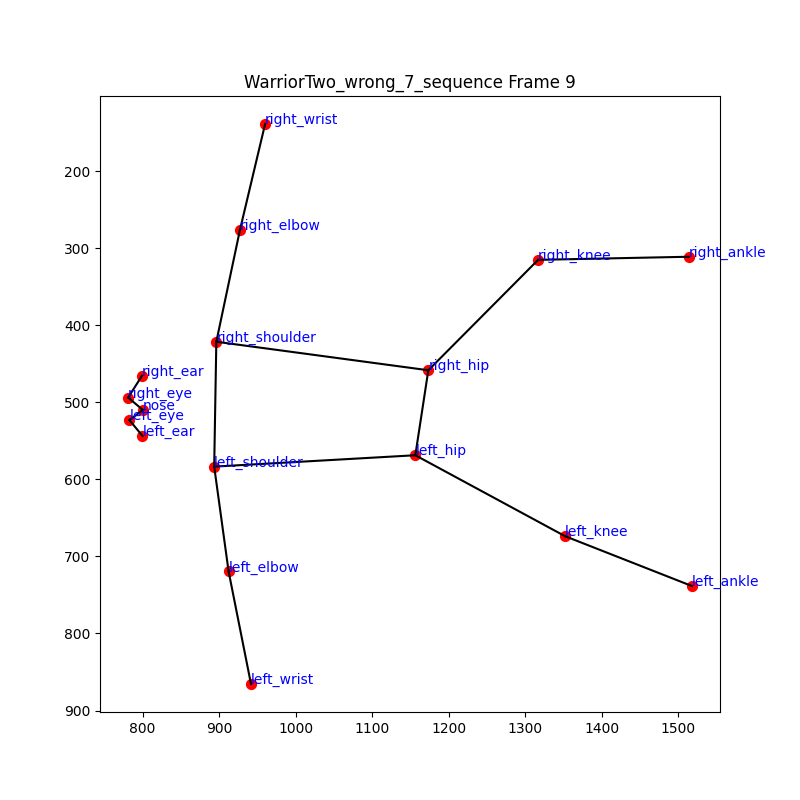 WarriorTwo_wrong_7_sequence Frame 9
right_wrist
200
right_elbow
300
right_knee
right_ankle
400
right_shoulder
right_hip
right_ear
right_eye
500
nose
left_eye
left_ear
left_hip
left_shoulder
600
left_knee
700
left_elbow
left_ankle
800
left_wrist
900
800 900 1000 1100 1200 1300 1400 1500